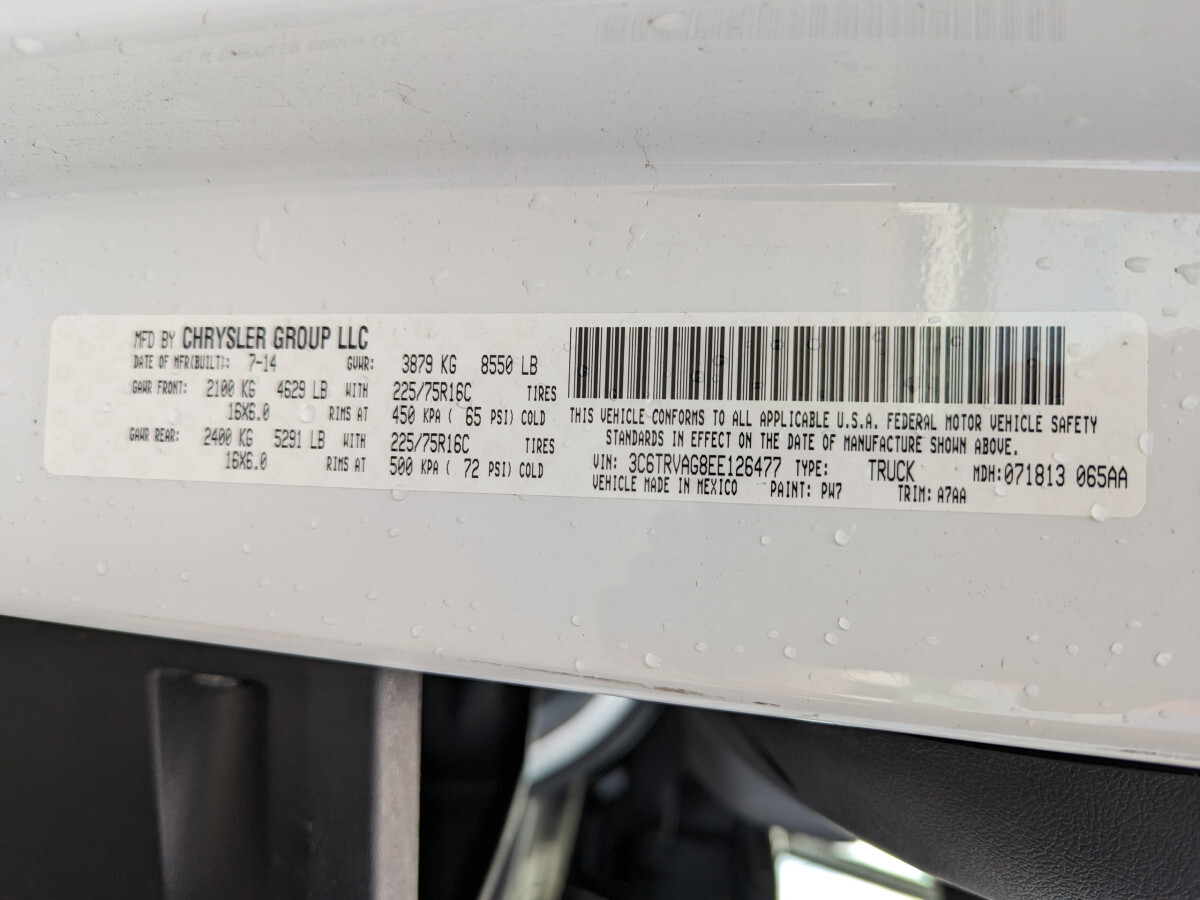 MFD BY CHRYSLER GROUP LLC
DATE OF MFR(BUILT): 7-14 GVWR: 3879 KG 8550 LB
GAWR FRONT: 2100 KG 4629 LB WITH 225/75R16C TIRES
16X6.0 RIMS AT 450 KPA ( 65 PSI) COLD
GAWR REAR: 2400 KG 5291 LB WITH 225/75R16C TIRES
16X6.0 RIMS AT 500 KPA ( 72 PSI) COLD
THIS VEHICLE CONFORMS TO ALL APPLICABLE U.S.A. FEDERAL MOTOR VEHICLE SAFETY
STANDARDS IN EFFECT ON THE DATE OF MANUFACTURE SHOWN ABOVE.
VIN: 3C6TRVAG8EE126477 TYPE: TRUCK MDH:071813 065AA
VEHICLE MADE IN MEXICO PAINT: PW7 TRIM: A7AA